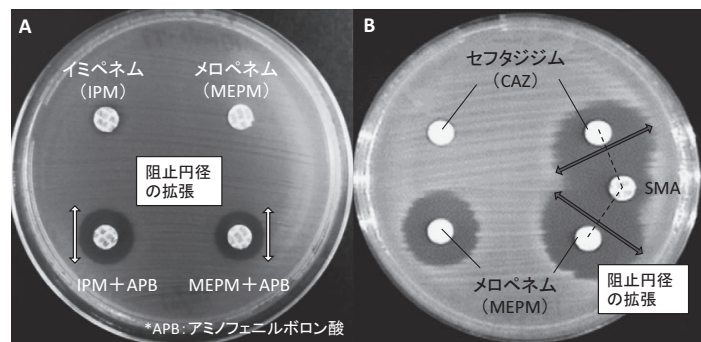 A
イミペネム
（IPM）
メロペネム
（MEPM）
阻止円径
の拡張
IPM＋APB
MEPM＋APB
*APB：アミノフェニルボロン酸
B
セフタジジム
（CAZ）
SMA
メロペネム
（MEPM）
阻止円径
の拡張